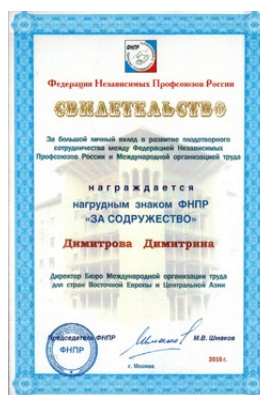 ФНПР
Федерация Независимых Профсоюзов России
СВИДЕТЕЛЬСТВО
За большой личный вклад в развитие плодотворного
сотрудничества между Федерацией Независимых
Профсоюзов России и Международной организацией труда
награждается
нагрудным знаком ФНПР
«ЗА СОДРУЖЕСТВО»
Димитрова Димитрина
Директор Бюро Международной организации труда
для стран Восточной Европы и Центральной Азии
Председатель ФНПР
М.В. Шмаков
ФНПР
г. Москва
2016 г.